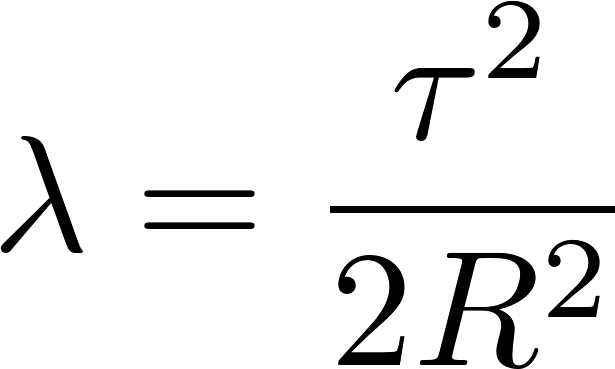 λ = τ² / 2R²